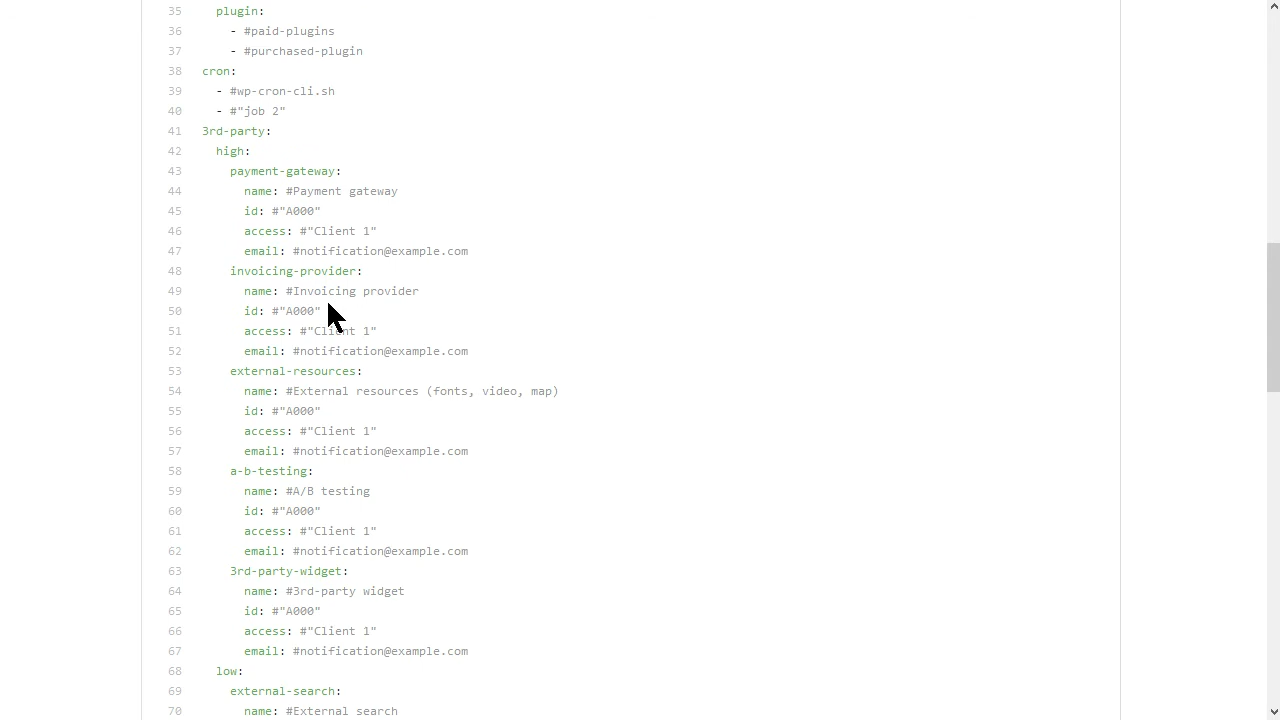 35 plugin:
36 - #paid-plugins
37 - #purchased-plugin
38 cron:
39 - #wp-cron-cli.sh
40 - #"job 2"
41 3rd-party:
42 high:
43 payment-gateway:
44 name: #Payment gateway
45 id: #"A000"
46 access: #"Client 1"
47 email: #notification@example.com
48 invoicing-provider:
49 name: #Invoicing provider
50 id: #"A000"
51 access: #"Client 1"
52 email: #notification@example.com
53 external-resources:
54 name: #External resources (fonts, video, map)
55 id: #"A000"
56 access: #"Client 1"
57 email: #notification@example.com
58 a-b-testing:
59 name: #A/B testing
60 id: #"A000"
61 access: #"Client 1"
62 email: #notification@example.com
63 3rd-party-widget:
64 name: #3rd-party widget
65 id: #"A000"
66 access: #"Client 1"
67 email: #notification@example.com
68 low:
69 external-search:
70 name: #External search